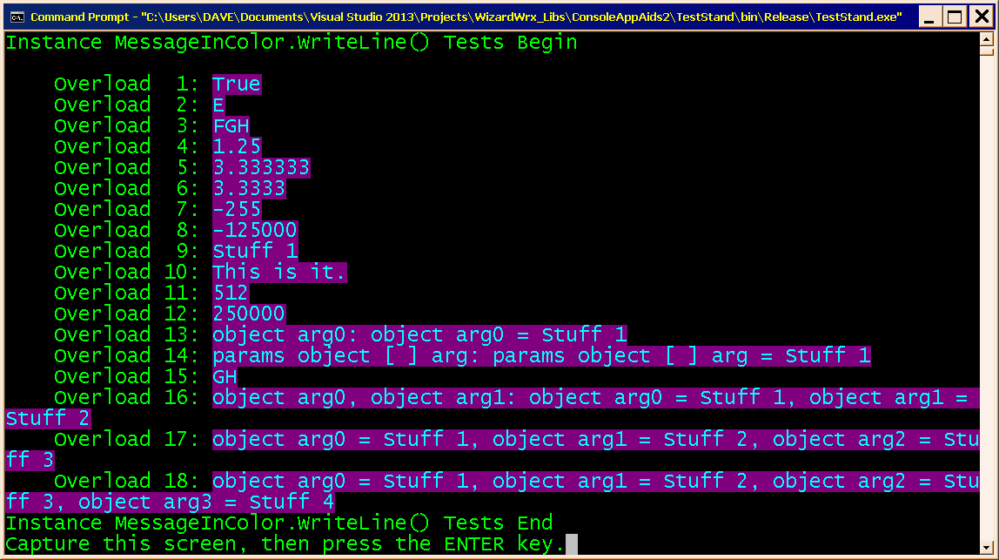 Command Prompt - "C:\Users\DAVE\Documents\Visual Studio 2013\Projects\WizardWrx_Libs\ConsoleAppAids2\TestStand\bin\Release\TestStand.exe"
Instance MessageInColor.WriteLine() Tests Begin
Overload  1: True
Overload  2: E
Overload  3: FGH
Overload  4: 1.25
Overload  5: 3.333333
Overload  6: 3.3333
Overload  7: -255
Overload  8: -125000
Overload  9: Stuff 1
Overload 10: This is it.
Overload 11: 512
Overload 12: 250000
Overload 13: object arg0: object arg0 = Stuff 1
Overload 14: params object [ ] arg: params object [ ] arg = Stuff 1
Overload 15: GH
Overload 16: object arg0, object arg1: object arg0 = Stuff 1, object arg1 =
Stuff 2
Overload 17: object arg0 = Stuff 1, object arg1 = Stuff 2, object arg2 = Stu
ff 3
Overload 18: object arg0 = Stuff 1, object arg1 = Stuff 2, object arg2 = Stu
ff 3, object arg3 = Stuff 4
Instance MessageInColor.WriteLine() Tests End
Capture this screen, then press the ENTER key.